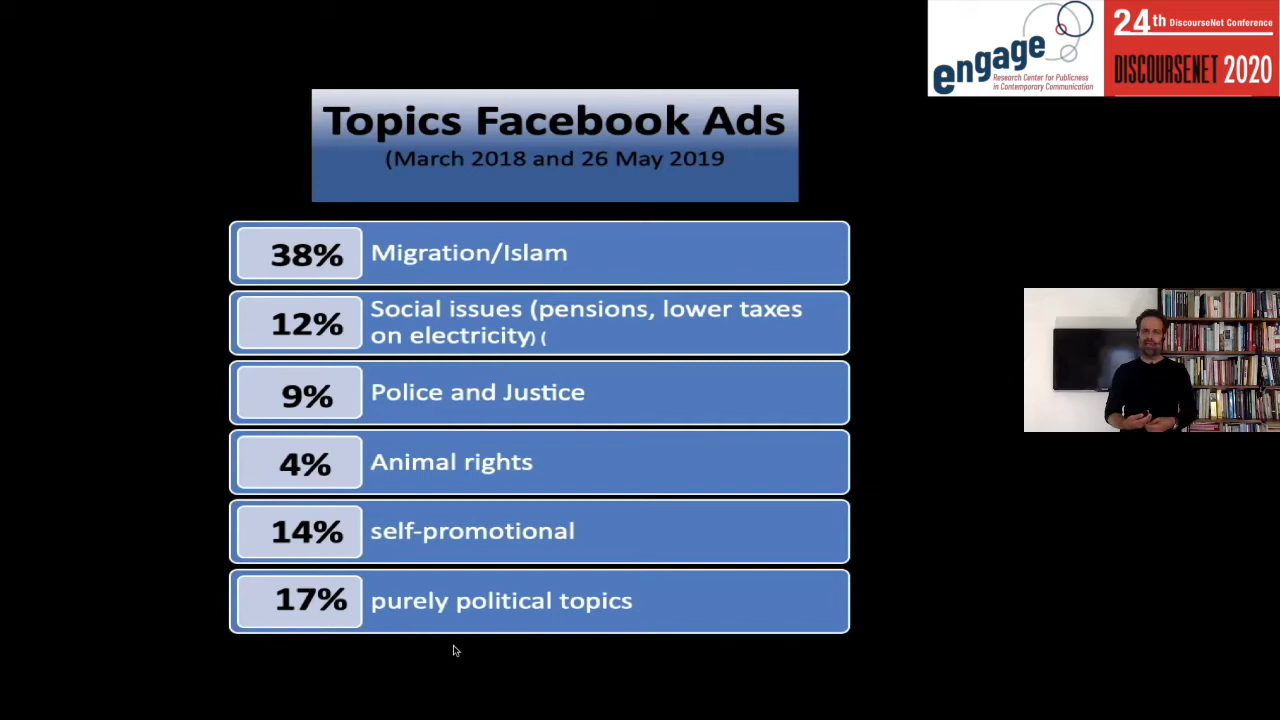 engage
Research Center for Publicness
in Contemporary Communication
24th DiscourseNet Conference
DISCOURSENET 2020
Topics Facebook Ads
(March 2018 and 26 May 2019
38% Migration/Islam
12% Social issues (pensions, lower taxes
on electricity) (
9% Police and Justice
4% Animal rights
14% self-promotional
17% purely political topics